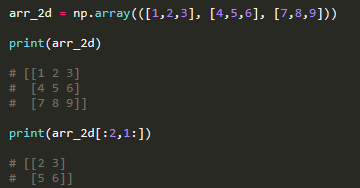 arr_2d = np.array(([1,2,3], [4,5,6], [7,8,9]))
print(arr_2d)
# [[1 2 3]
#  [4 5 6]
#  [7 8 9]]
print(arr_2d[:2,1:])
# [[2 3]
#  [5 6]]